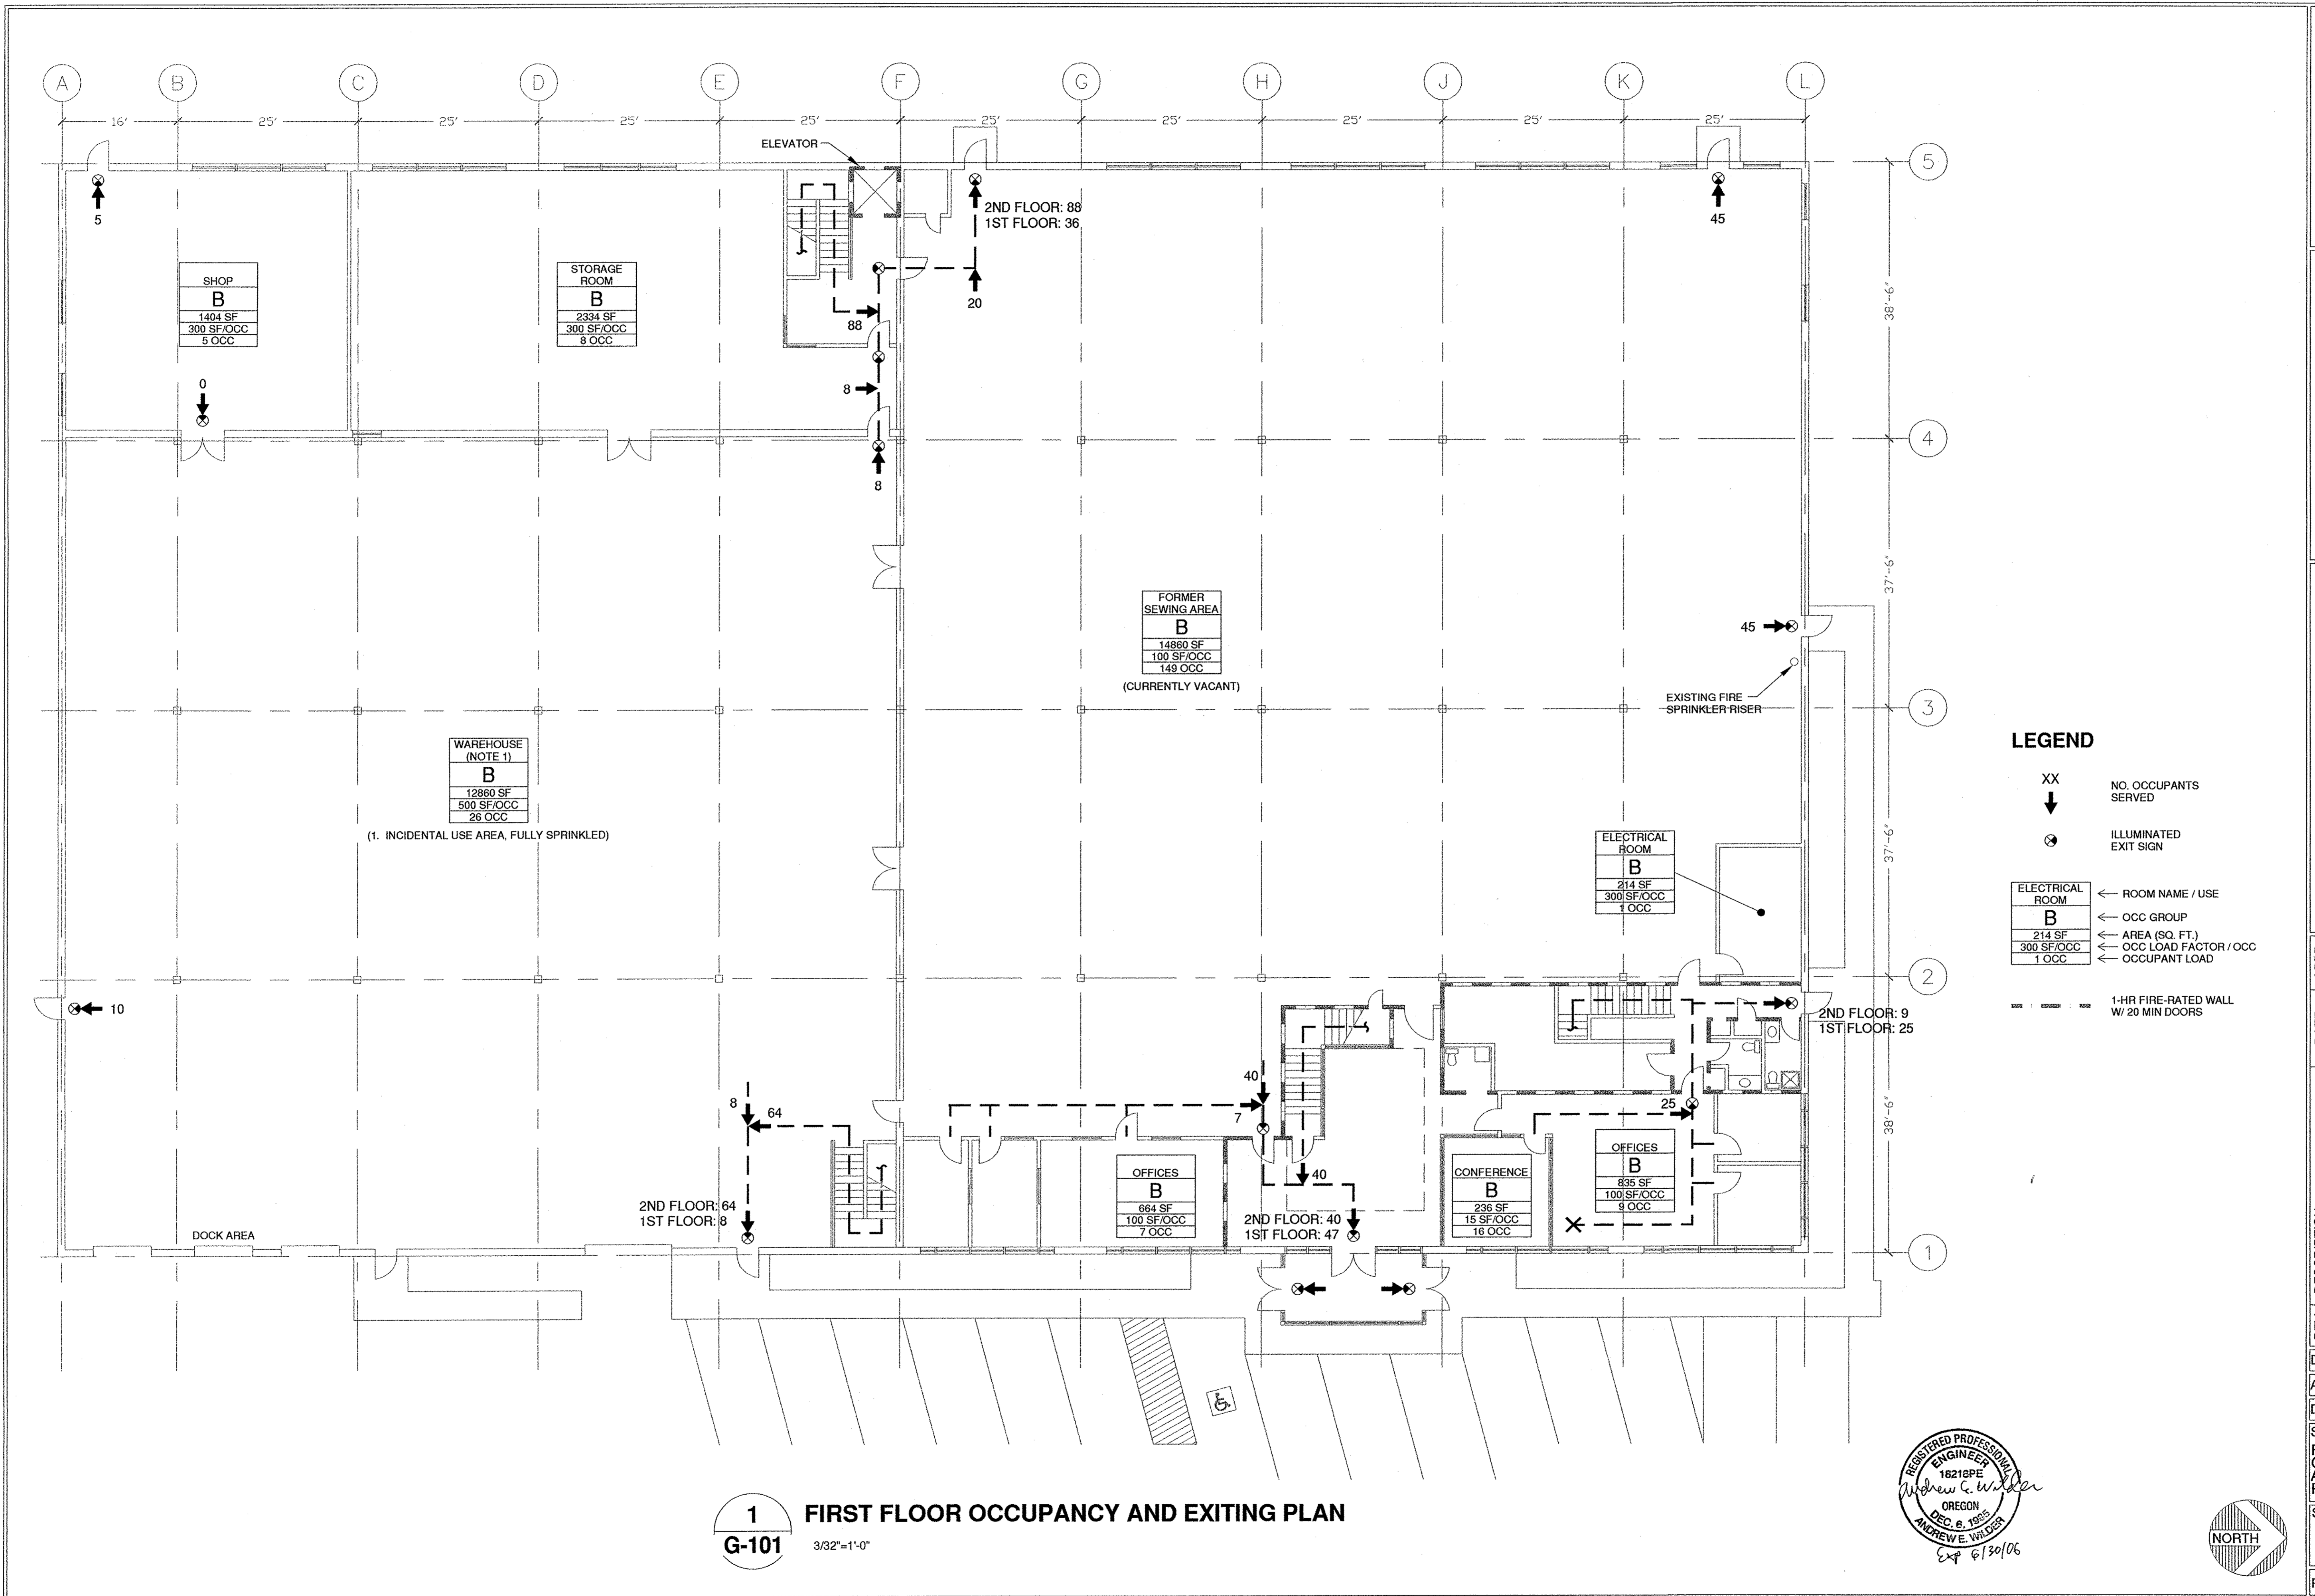 A
B
C
D
E
F
G
H
J
K
L
16'
25'
25'
25'
25'
25'
25'
25'
25'
25'
ELEVATOR
5
5
2ND FLOOR: 88
1ST FLOOR: 36
45
20
SHOP
B
1404 SF
300 SF/OCC
5 OCC
STORAGE
ROOM
B
2334 SF
300 SF/OCC
8 OCC
88
38'-6"
0
8
8
4
37'-6"
FORMER
SEWING AREA
B
14860 SF
100 SF/OCC
149 OCC
(CURRENTLY VACANT)
45
EXISTING FIRE
SPRINKLER RISER
3
WAREHOUSE
(NOTE 1)
B
12860 SF
500 SF/OCC
26 OCC
(1. INCIDENTAL USE AREA, FULLY SPRINKLED)
37'-6"
ELECTRICAL
ROOM
B
214 SF
300 SF/OCC
1 OCC
2
LEGEND
XX
NO. OCCUPANTS
SERVED
ILLUMINATED
EXIT SIGN
ELECTRICAL
ROOM
B
214 SF
300 SF/OCC
1 OCC
ROOM NAME / USE
OCC GROUP
AREA (SQ. FT.)
OCC LOAD FACTOR / OCC
OCCUPANT LOAD
1-HR FIRE-RATED WALL
W/ 20 MIN DOORS
10
2ND FLOOR: 9
1ST FLOOR: 25
8
64
40
7
25
38'-6"
40
OFFICES
B
664 SF
100 SF/OCC
7 OCC
CONFERENCE
B
236 SF
15 SF/OCC
16 OCC
OFFICES
B
835 SF
100 SF/OCC
9 OCC
2ND FLOOR: 64
1ST FLOOR: 8
2ND FLOOR: 40
1ST FLOOR: 47
DOCK AREA
1
1
G-101
FIRST FLOOR OCCUPANCY AND EXITING PLAN
3/32"=1'-0"
REGISTERED PROFESSIONAL
ENGINEER
18218PE
Andrew E. Wilder
OREGON
DEC. 6, 1995
ANDREW E. WILDER
Exp 6/30/06
NORTH